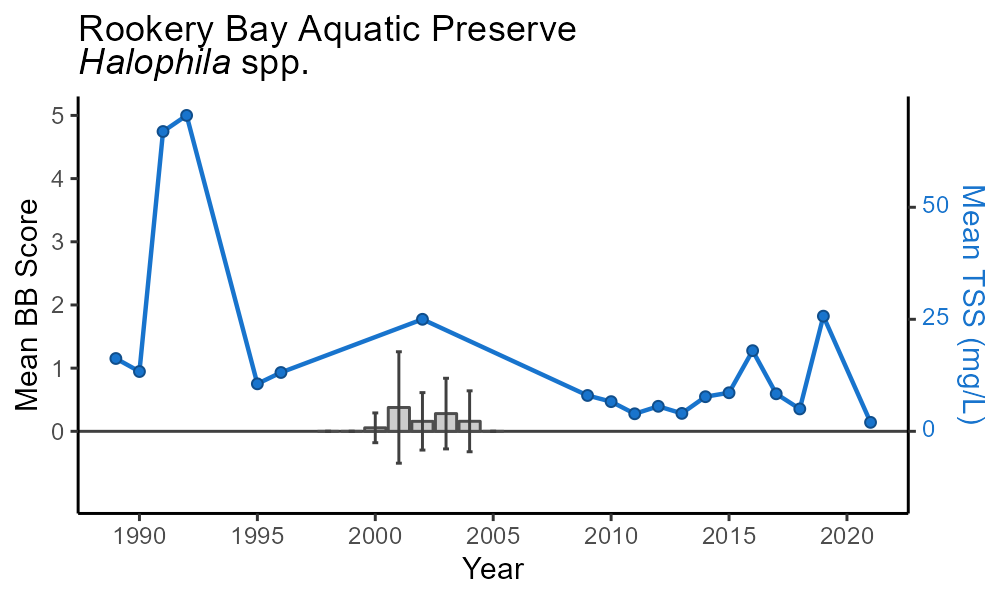 Rookery Bay Aquatic Preserve
Halophila spp.
5
4
3
2
1
0
Mean BB Score
50
25
0
Mean TSS (mg/L)
1990 1995 2000 2005 2010 2015 2020
Year